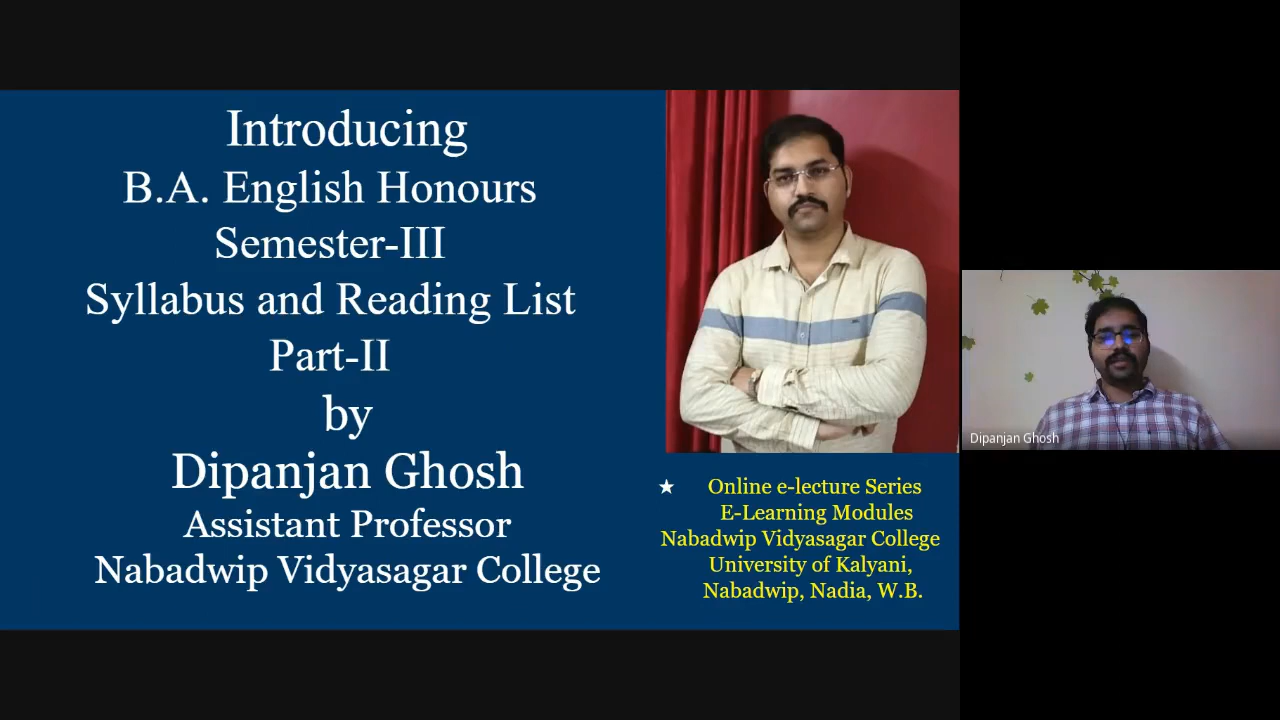 Introducing
B.A. English Honours
Semester-III
Syllabus and Reading List
Part-II
by
Dipanjan Ghosh
Assistant Professor
Nabadwip Vidyasagar College
★ Online e-lecture Series
E-Learning Modules
Nabadwip Vidyasagar College
University of Kalyani,
Nabadwip, Nadia, W.B.
Dipanjan Ghosh